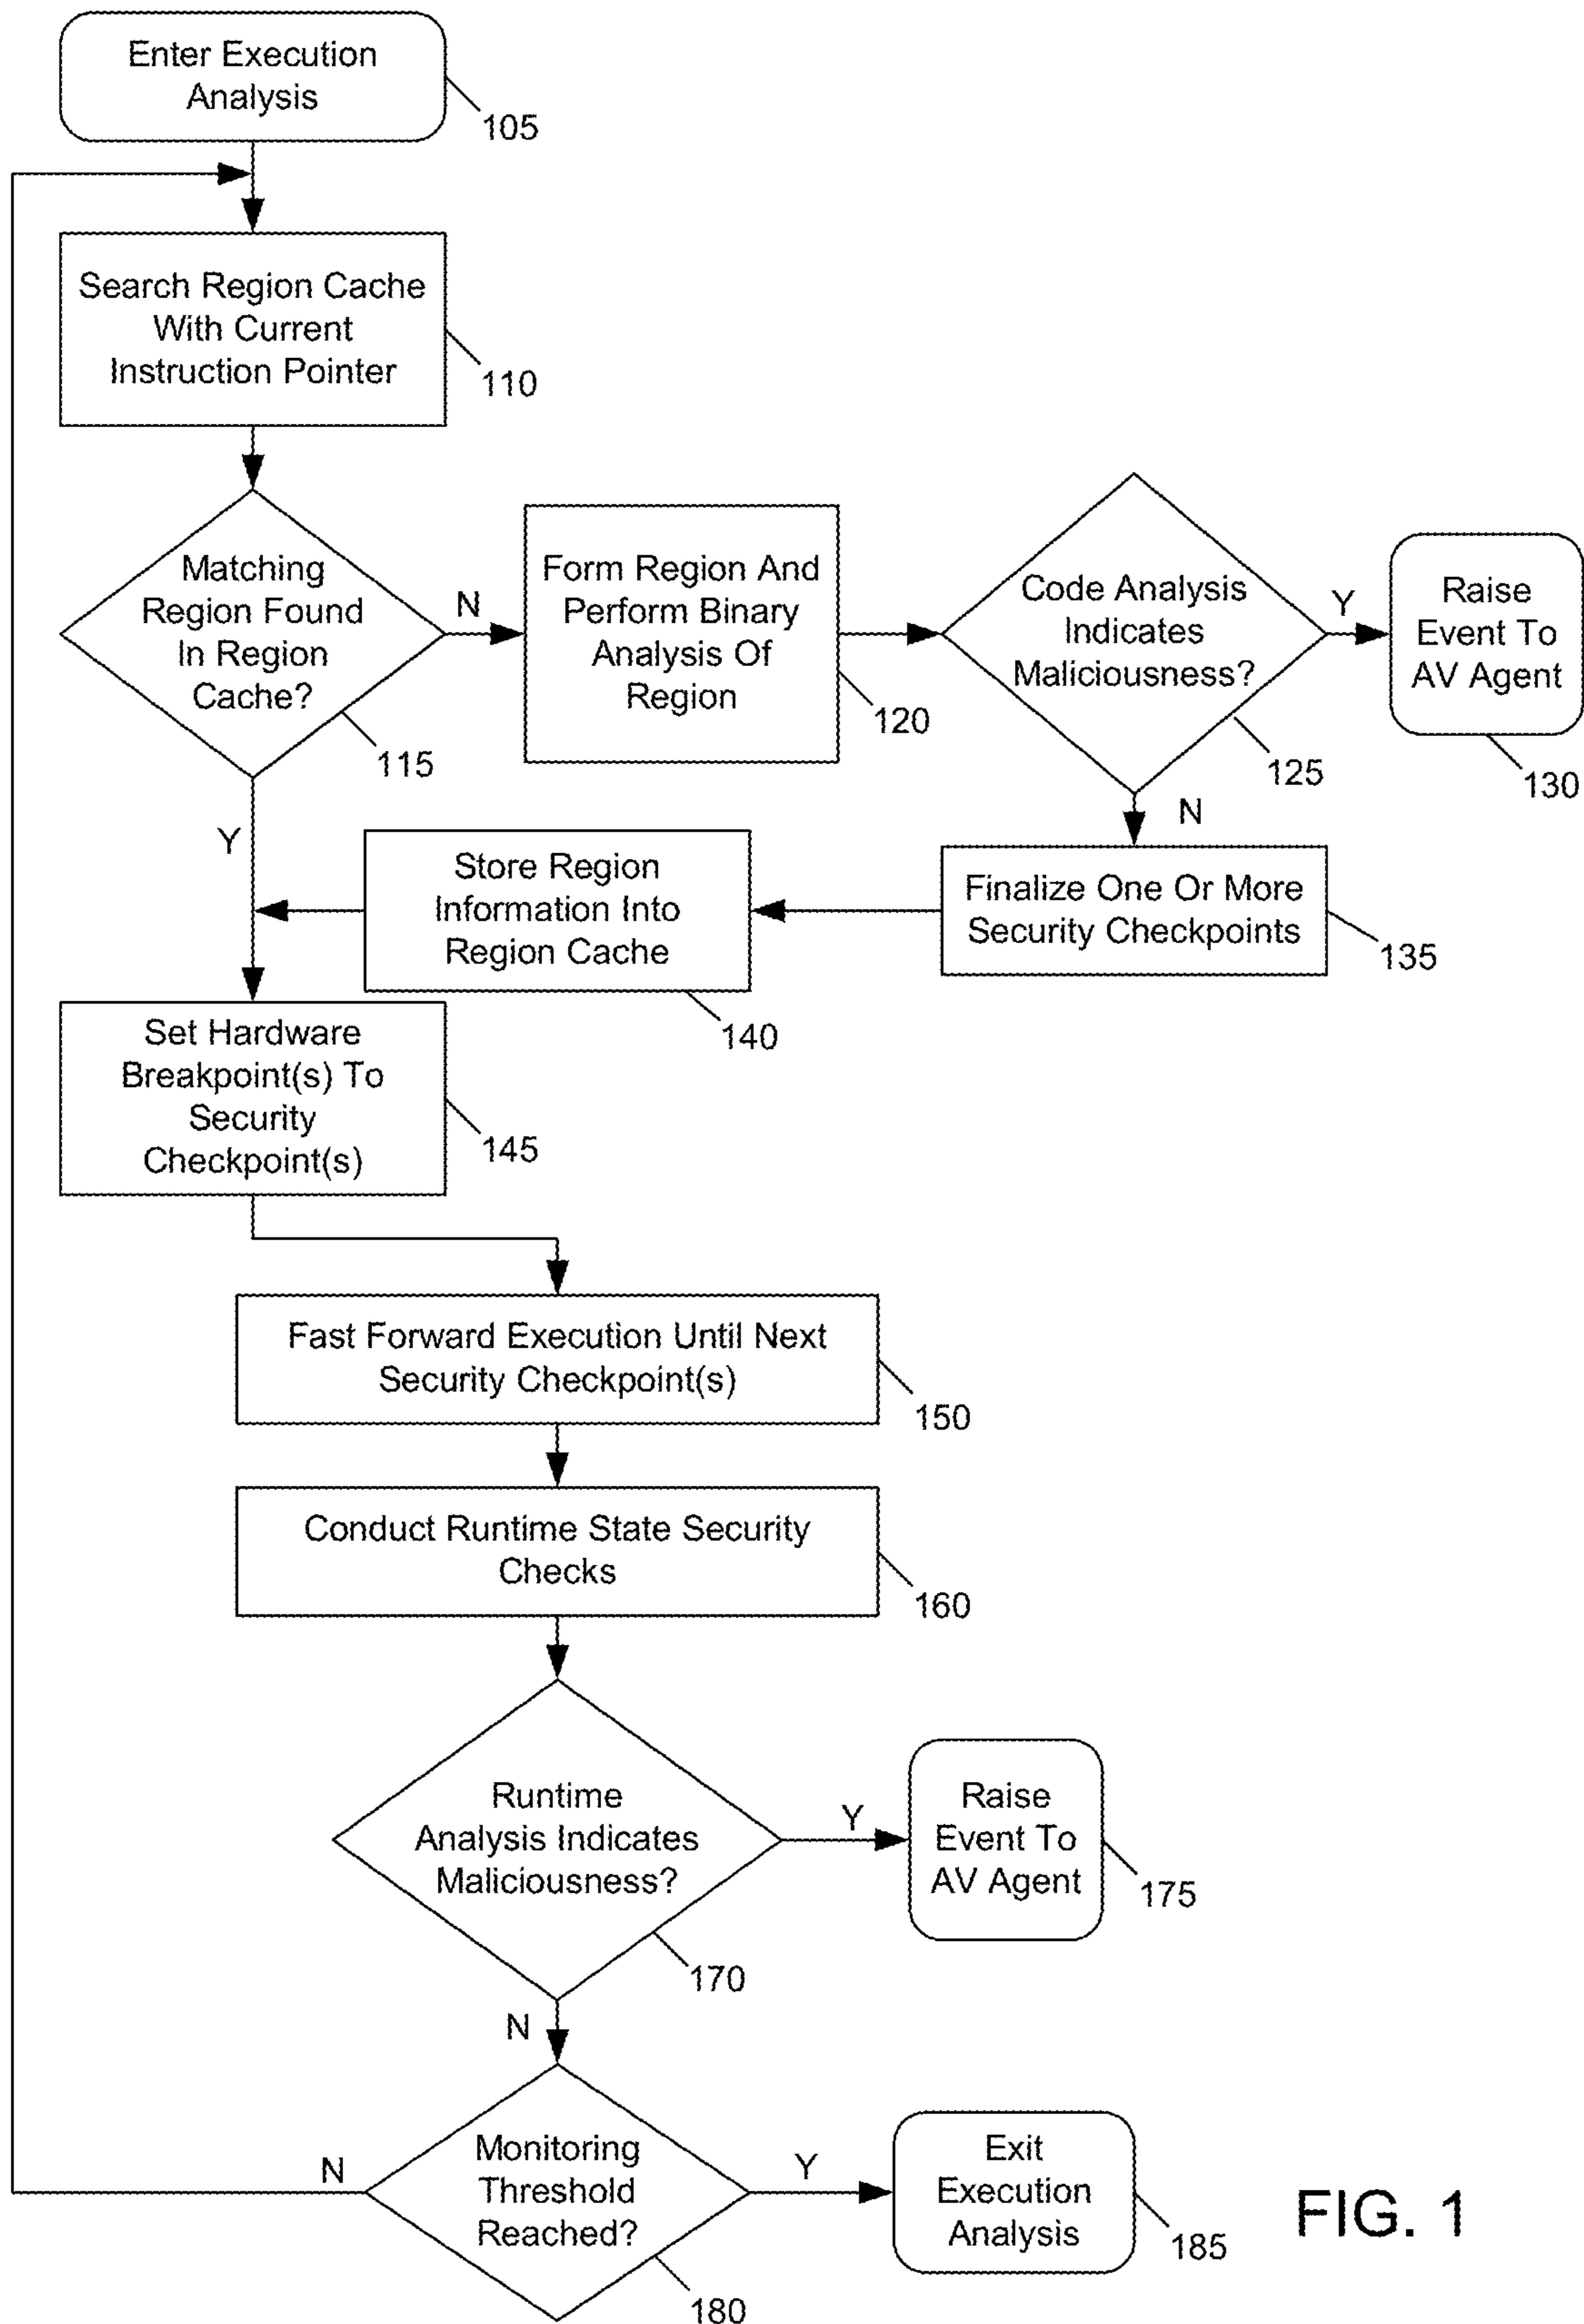 Enter Execution
Analysis
105
Search Region Cache
With Current
Instruction Pointer
110
Matching
Region Found
In Region
Cache?
115
N
Form Region And
Perform Binary
Analysis Of
Region
120
Code Analysis
Indicates
Maliciousness?
125
Y
Raise
Event To
AV Agent
130
N
Finalize One Or More
Security Checkpoints
135
Store Region
Information Into
Region Cache
140
Y
Set Hardware
Breakpoint(s) To
Security
Checkpoint(s)
145
Fast Forward Execution Until Next
Security Checkpoint(s)
150
Conduct Runtime State Security
Checks
160
Runtime
Analysis Indicates
Maliciousness?
170
Y
Raise
Event To
AV Agent
175
N
Monitoring
Threshold
Reached?
180
N
Y
Exit
Execution
Analysis
185
FIG. 1